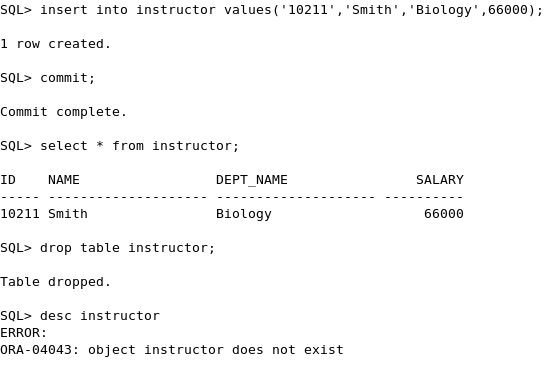 SQL> insert into instructor values('10211','Smith','Biology',66000);
1 row created.
SQL> commit;
Commit complete.
SQL> select * from instructor;
ID    NAME                 DEPT_NAME                SALARY
----- -------------------- -------------------- ----------
10211 Smith                Biology                   66000
SQL> drop table instructor;
Table dropped.
SQL> desc instructor
ERROR:
ORA-04043: object instructor does not exist